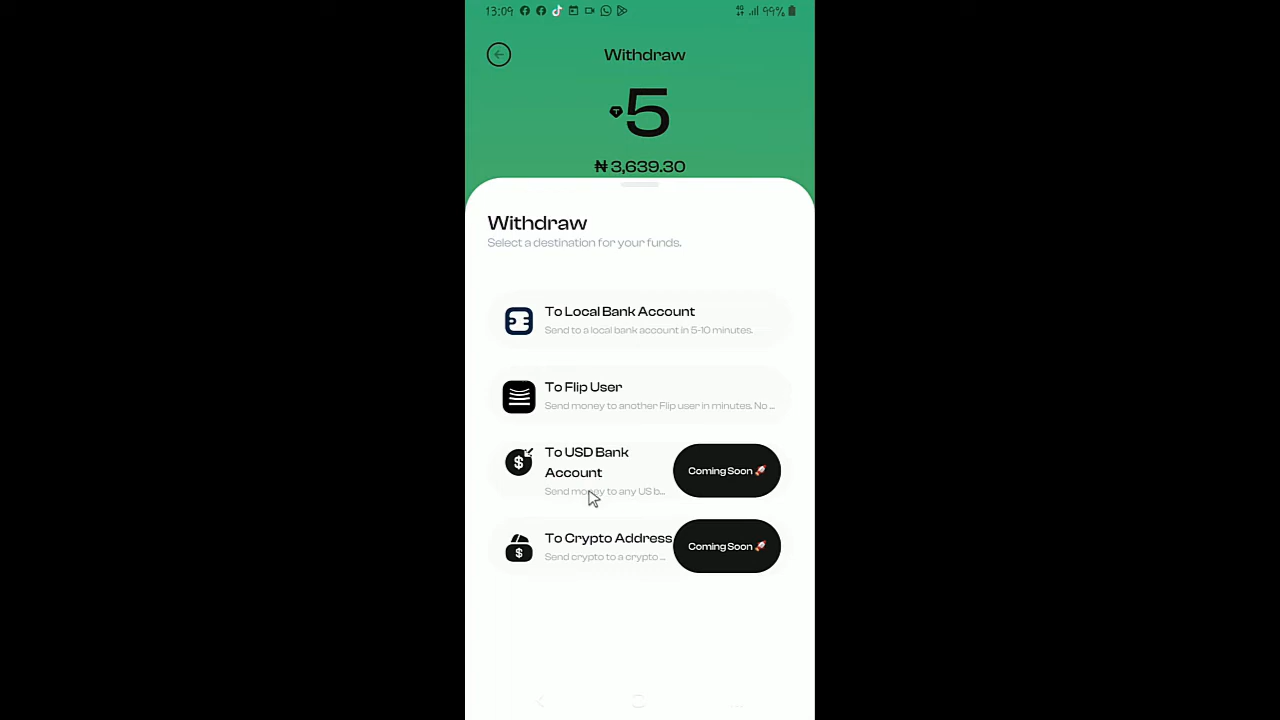 13:09
4G 99%
Withdraw
5
₦ 3,639.30
Withdraw
Select a destination for your funds.
To Local Bank Account
Send to a local bank account in 5-10 minutes.
To Flip User
Send money to another Flip user in minutes. No ...
To USD Bank
Account
Send money to any US b...
Coming Soon 🚀
To Crypto Address
Send crypto to a crypto ...
Coming Soon 🚀